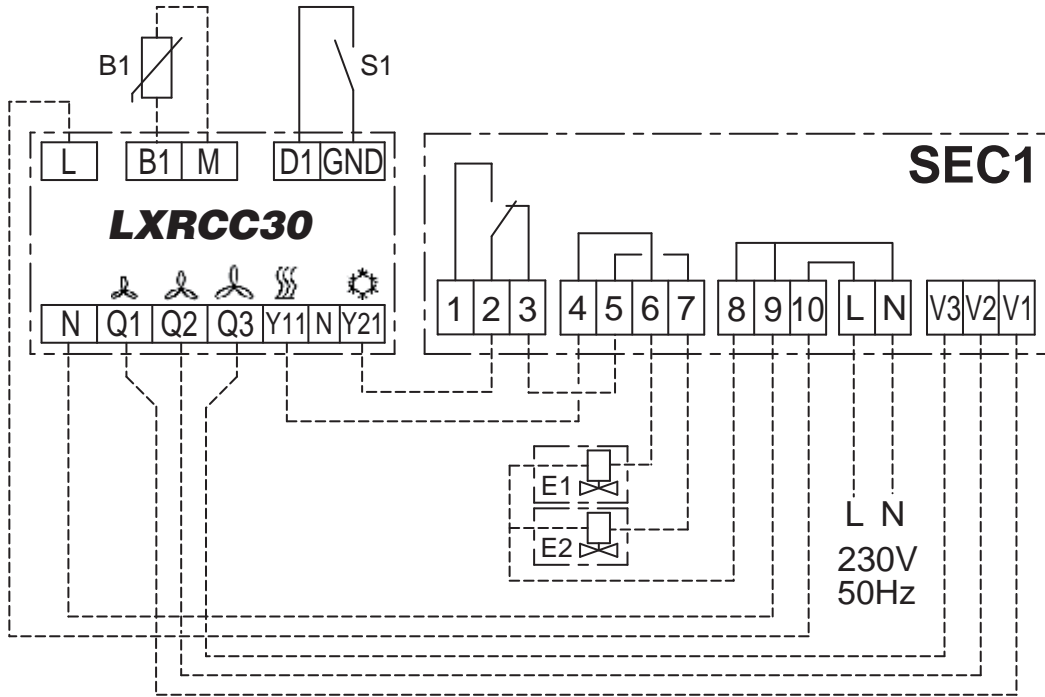 B1
S1
L B1 M D1 GND
SEC1
LXRCC30
N Q1 Q2 Q3 Y11 N Y21
1 2 3 4 5 6 7 8 9 10 L N V3 V2 V1
E1
E2
L N
230V
50Hz